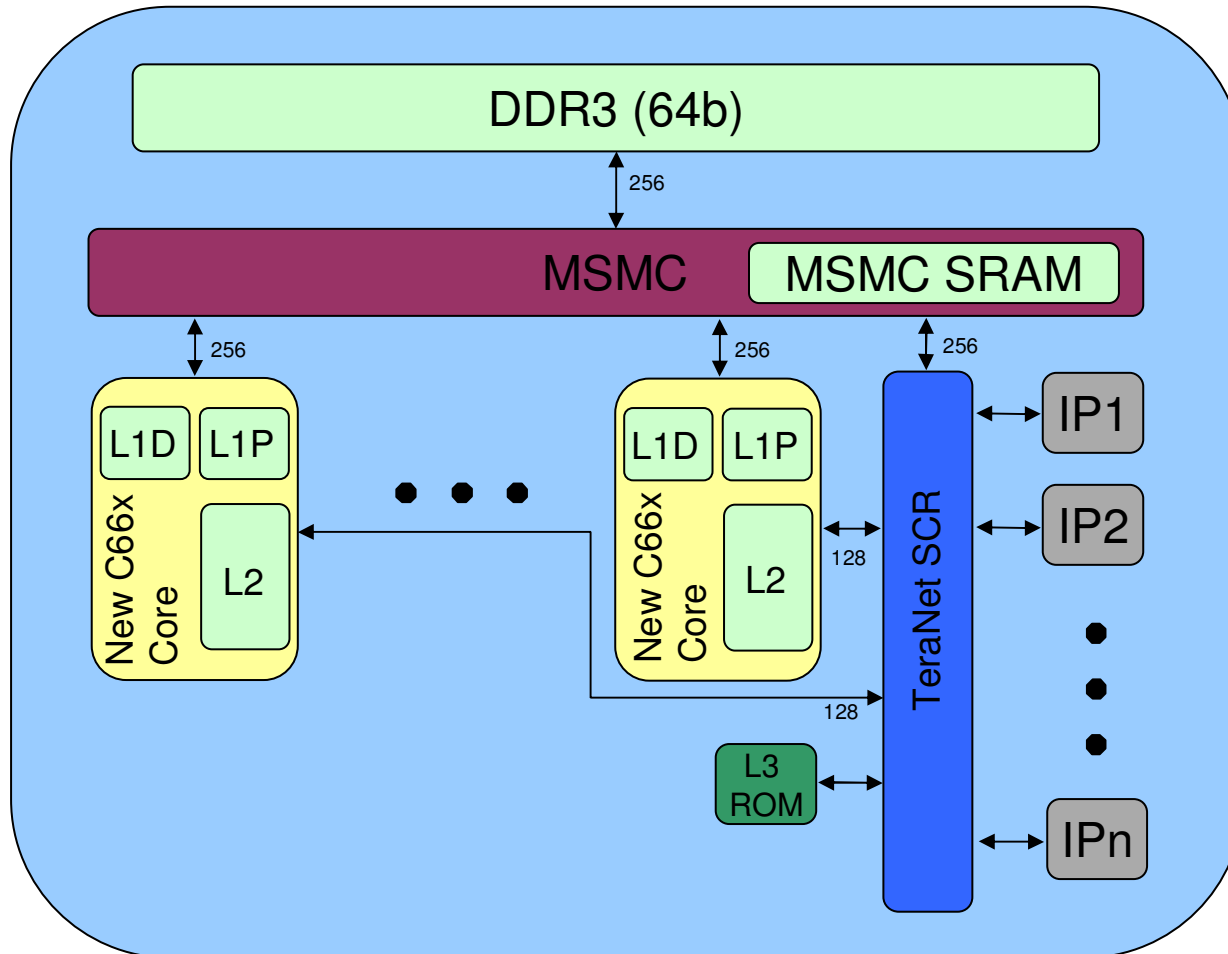 DDR3 (64b)
256
MSMC
MSMC SRAM
256
256
256
L1D
L1P
New C66x
Core
L2
L1D
L1P
New C66x
Core
L2
128
128
TeraNet SCR
L3
ROM
IP1
IP2
IPn